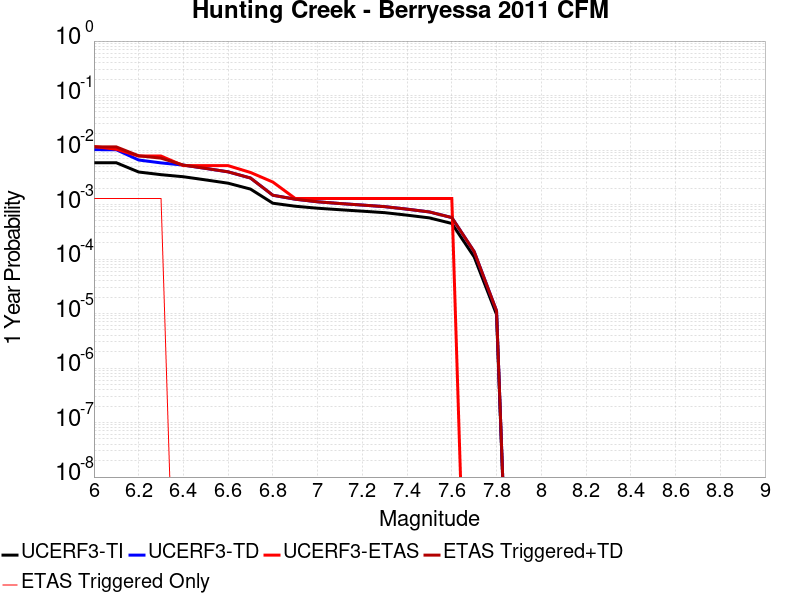 Hunting Creek - Berryessa 2011 CFM
10^0
10^-1
10^-2
10^-3
10^-4
10^-5
10^-6
10^-7
10^-8
1 Year Probability
6 6.2 6.4 6.6 6.8 7 7.2 7.4 7.6 7.8 8 8.2 8.4 8.6 8.8 9
Magnitude
UCERF3-TI UCERF3-TD UCERF3-ETAS ETAS Triggered+TD
ETAS Triggered Only